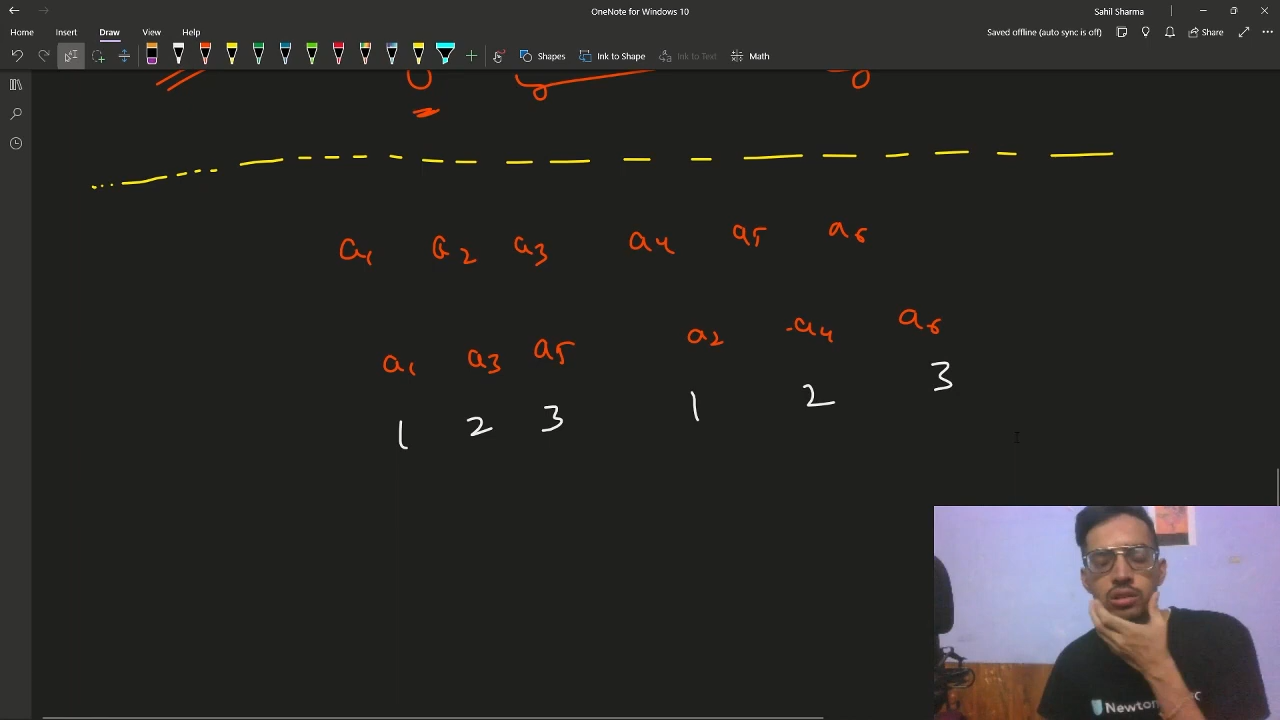 OneNote for Windows 10
Sahil Sharma
Home Insert Draw View Help
Saved offline (auto sync is off) Share
Shapes Ink to Shape Ink to Text Math
a1 a2 a3 a4 a5 a6
a1 a3 a5 a2 a4 a6
1 2 3 1 2 3
Newton